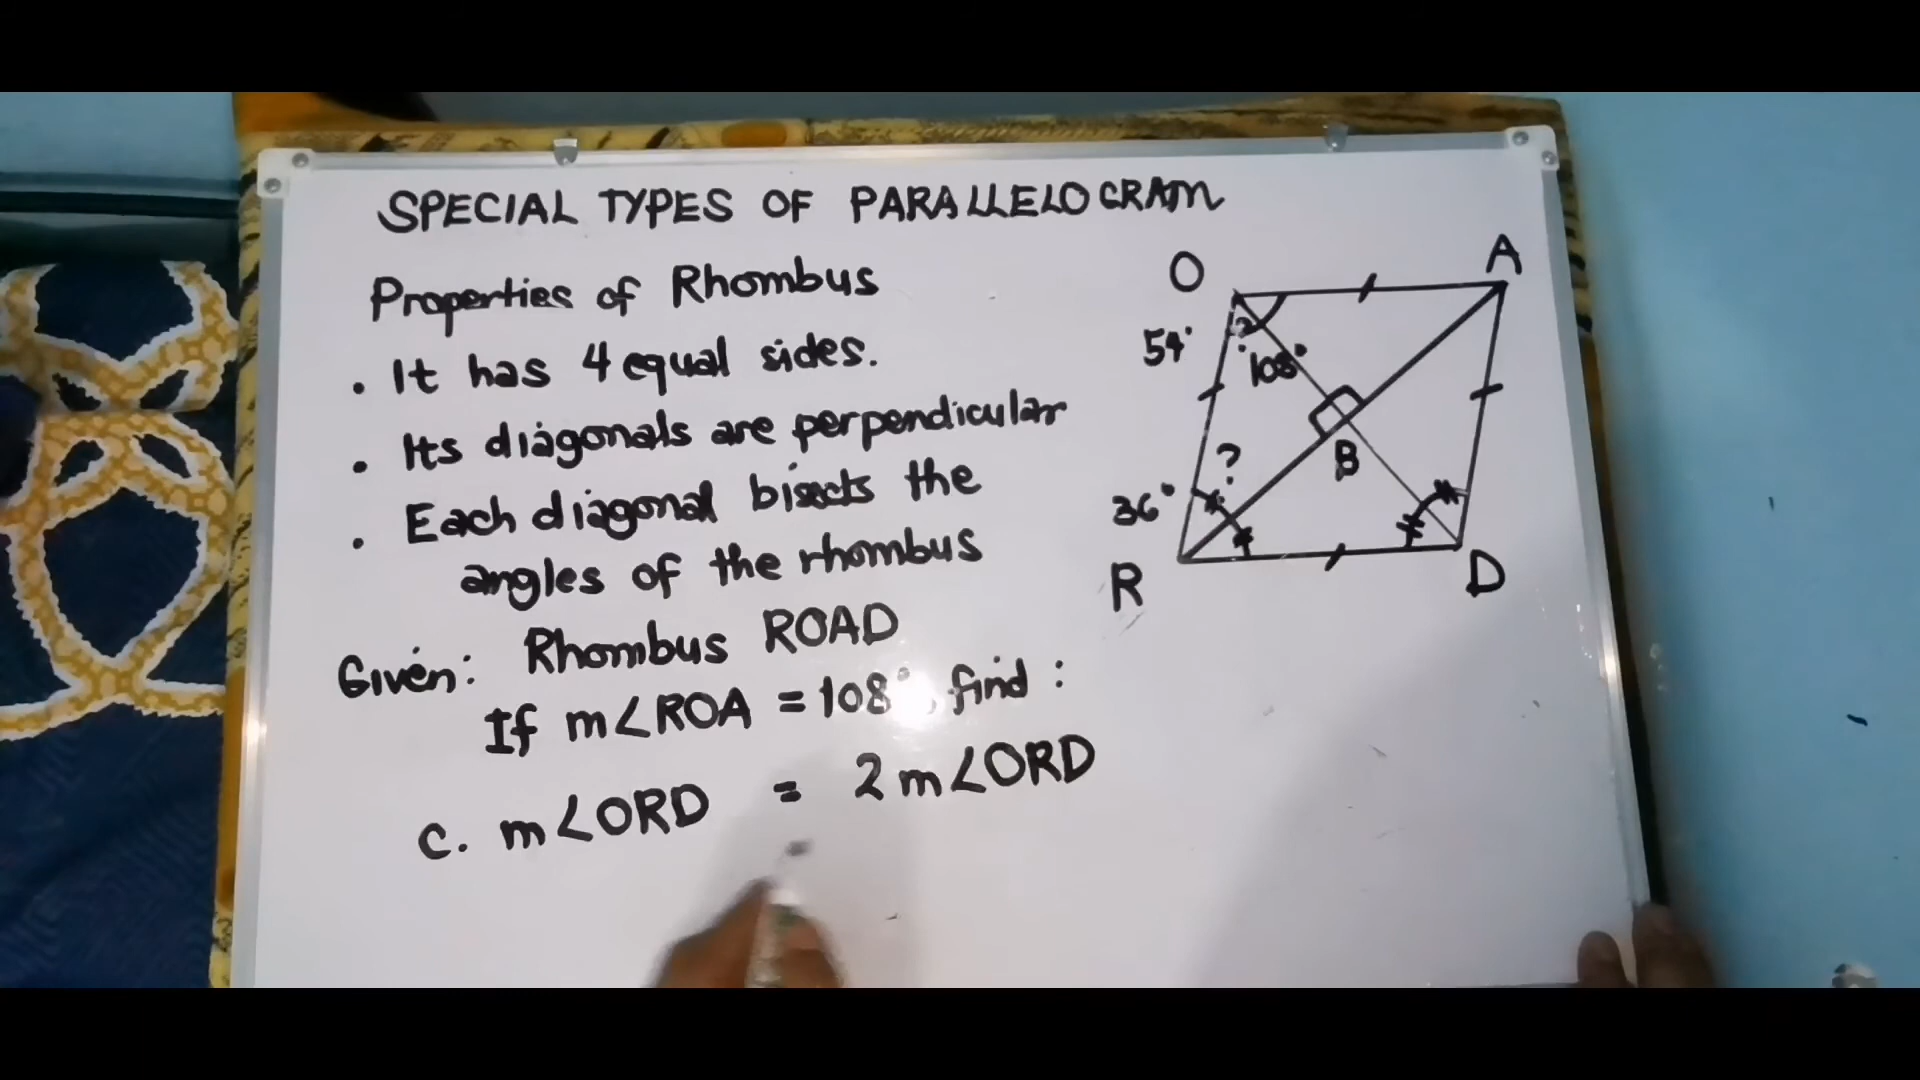 SPECIAL TYPES OF PARALLELOGRAM
Properties of Rhombus
. It has 4 equal sides.
. Its diagonals are perpendicular
. Each diagonal bisects the
angles of the rhombus
Given: Rhombus ROAD
If m∠ROA = 108°, find :
c. m∠ORD = 2 m∠ORD
=
O
A
54°
?
108°
B
?
36°
R
D